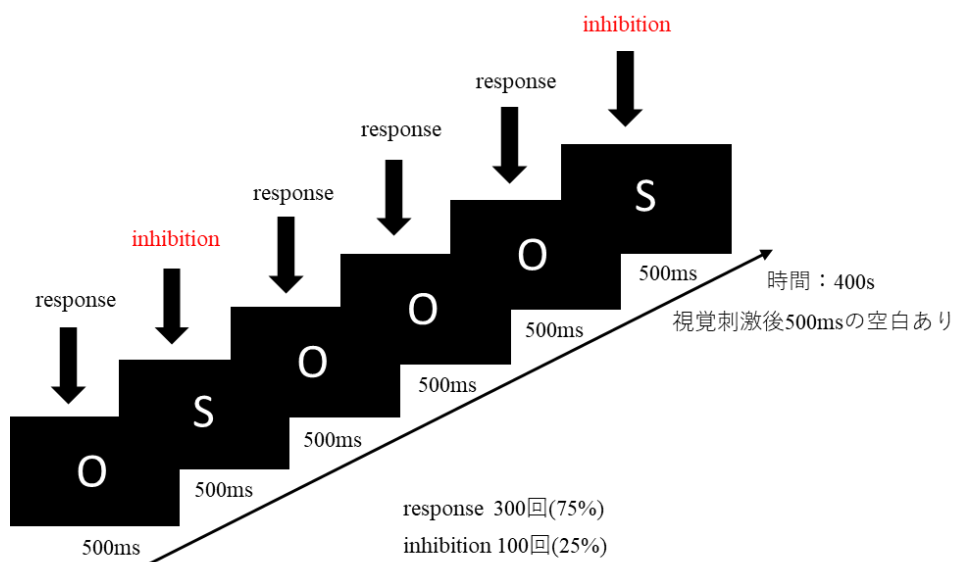 inhibition
response
response
inhibition
response
response
S
O
O
O
S
O
500ms
500ms
500ms
500ms
500ms
500ms
時間：400s
視覚刺激後500msの空白あり
response 300回(75%)
inhibition 100回(25%)